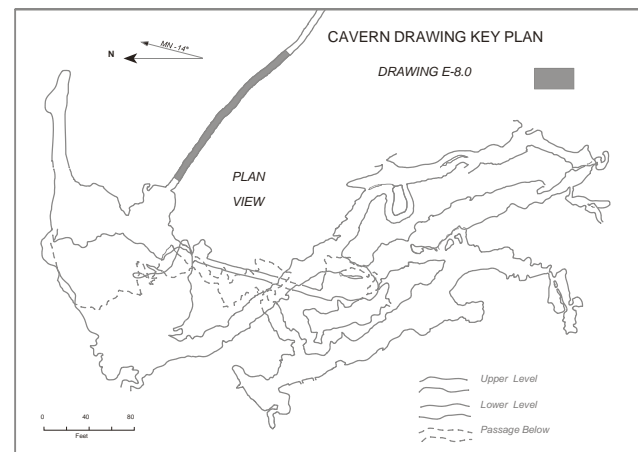 CAVERN DRAWING KEY PLAN
MN -14°
N
DRAWING E-8.0
PLAN
VIEW
Upper Level
Lower Level
Passage Below
0 40 80
Feet